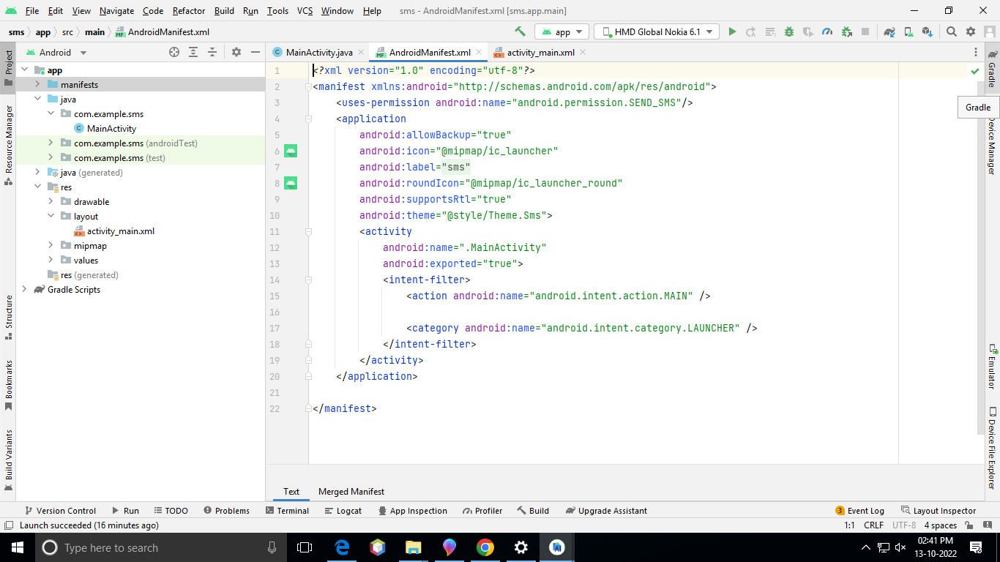 File Edit View Navigate Code Refactor Build Run Tools VCS Window Help sms - AndroidManifest.xml [sms.app.main]
sms app src main AndroidManifest.xml app HMD Global Nokia 6.1
Project
Resource Manager
Structure
Bookmarks
Build Variants
Android
app
manifests
java
com.example.sms
MainActivity
com.example.sms (androidTest)
com.example.sms (test)
java (generated)
res
drawable
layout
activity_main.xml
mipmap
values
res (generated)
Gradle Scripts
MainActivity.java AndroidManifest.xml activity_main.xml
1 <?xml version="1.0" encoding="utf-8"?>
2 <manifest xmlns:android="http://schemas.android.com/apk/res/android">
3 <uses-permission android:name="android.permission.SEND_SMS"/>
4 <application
5 android:allowBackup="true"
6 android:icon="@mipmap/ic_launcher"
7 android:label="sms"
8 android:roundIcon="@mipmap/ic_launcher_round"
9 android:supportsRtl="true"
10 android:theme="@style/Theme.Sms">
11 <activity
12 android:name=".MainActivity"
13 android:exported="true">
14 <intent-filter>
15 <action android:name="android.intent.action.MAIN" />
16
17 <category android:name="android.intent.category.LAUNCHER" />
18 </intent-filter>
19 </activity>
20 </application>
21
22 </manifest>
Text Merged Manifest
Gradle
Gradle
Device Manager
Emulator
Device File Explorer
Version Control Run TODO Problems Terminal Logcat App Inspection Profiler Build Upgrade Assistant 3 Event Log Layout Inspector
Launch succeeded (16 minutes ago) 1:1 CRLF UTF-8 4 spaces
Type here to search 02:41 PM
13-10-2022